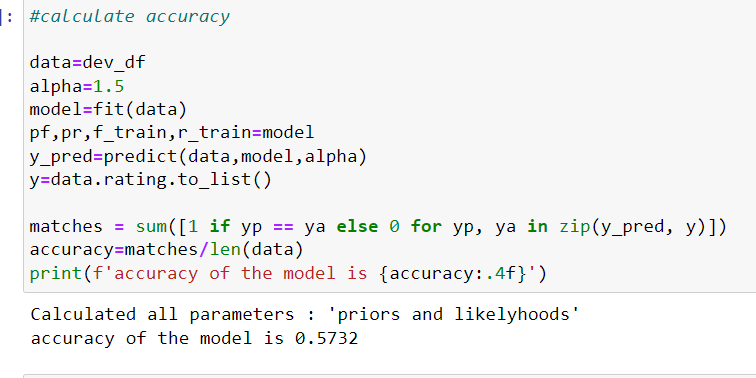 ]: #calculate accuracy
data=dev_df
alpha=1.5
model=fit(data)
pf,pr,f_train,r_train=model
y_pred=predict(data,model,alpha)
y=data.rating.to_list()
matches = sum([1 if yp == ya else 0 for yp, ya in zip(y_pred, y)])
accuracy=matches/len(data)
print(f'accuracy of the model is {accuracy:.4f}')
Calculated all parameters : 'priors and likelyhoods'
accuracy of the model is 0.5732